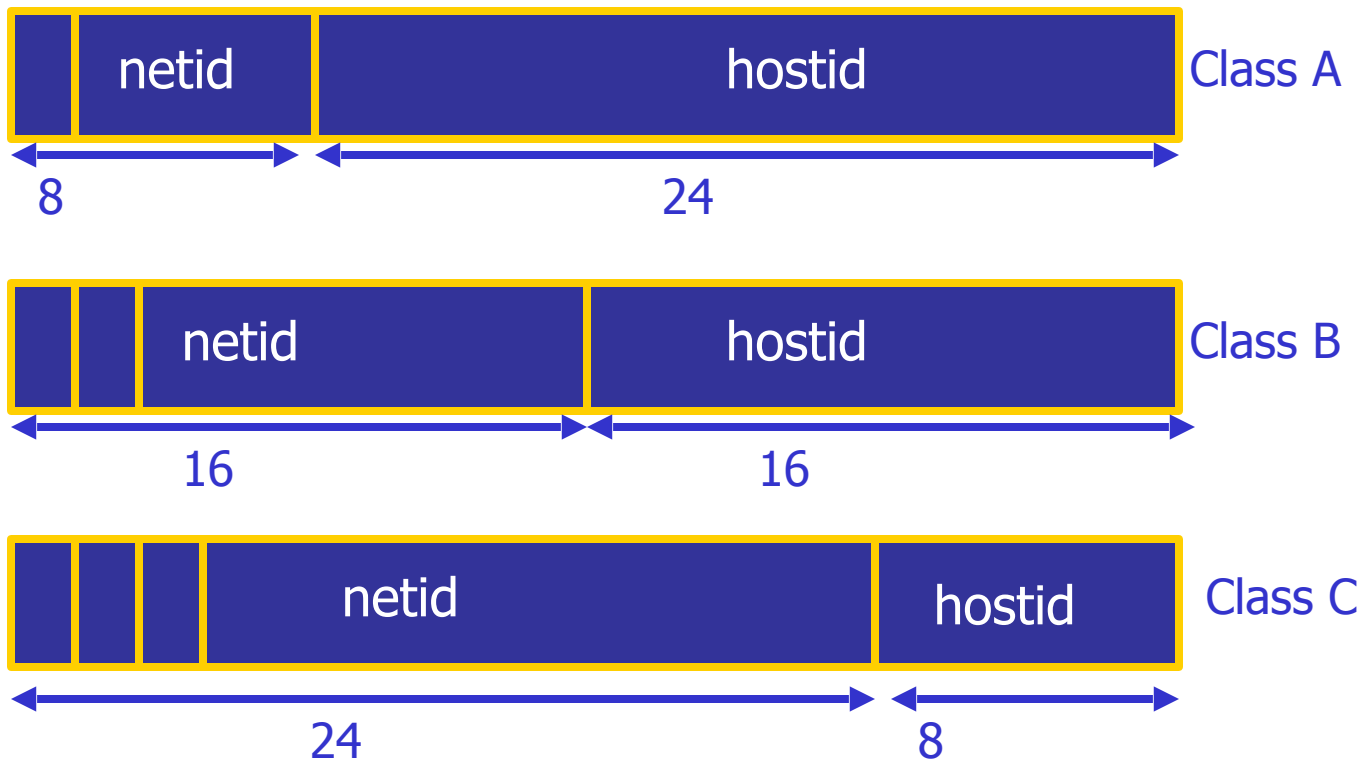 netid hostid Class A
8 24
netid hostid Class B
16 16
netid hostid Class C
24 8